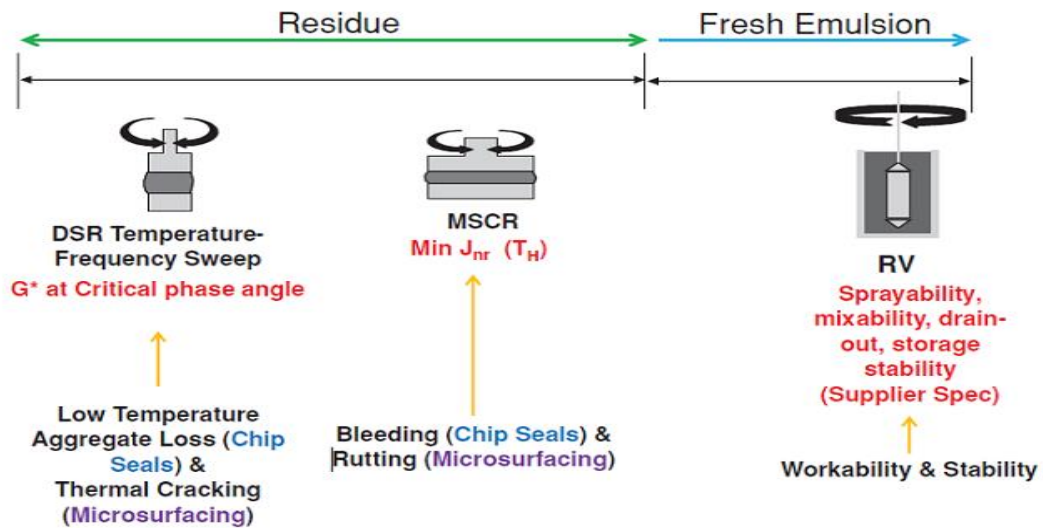 Residue
Fresh Emulsion
DSR Temperature-
Frequency Sweep
G* at Critical phase angle
Low Temperature
Aggregate Loss (Chip
Seals) &
Thermal Cracking
(Microsurfacing)
MSCR
Min Jnr (TH)
Bleeding (Chip Seals) &
Rutting (Microsurfacing)
RV
Sprayability,
mixability, drain-
out, storage
stability
(Supplier Spec)
Workability & Stability